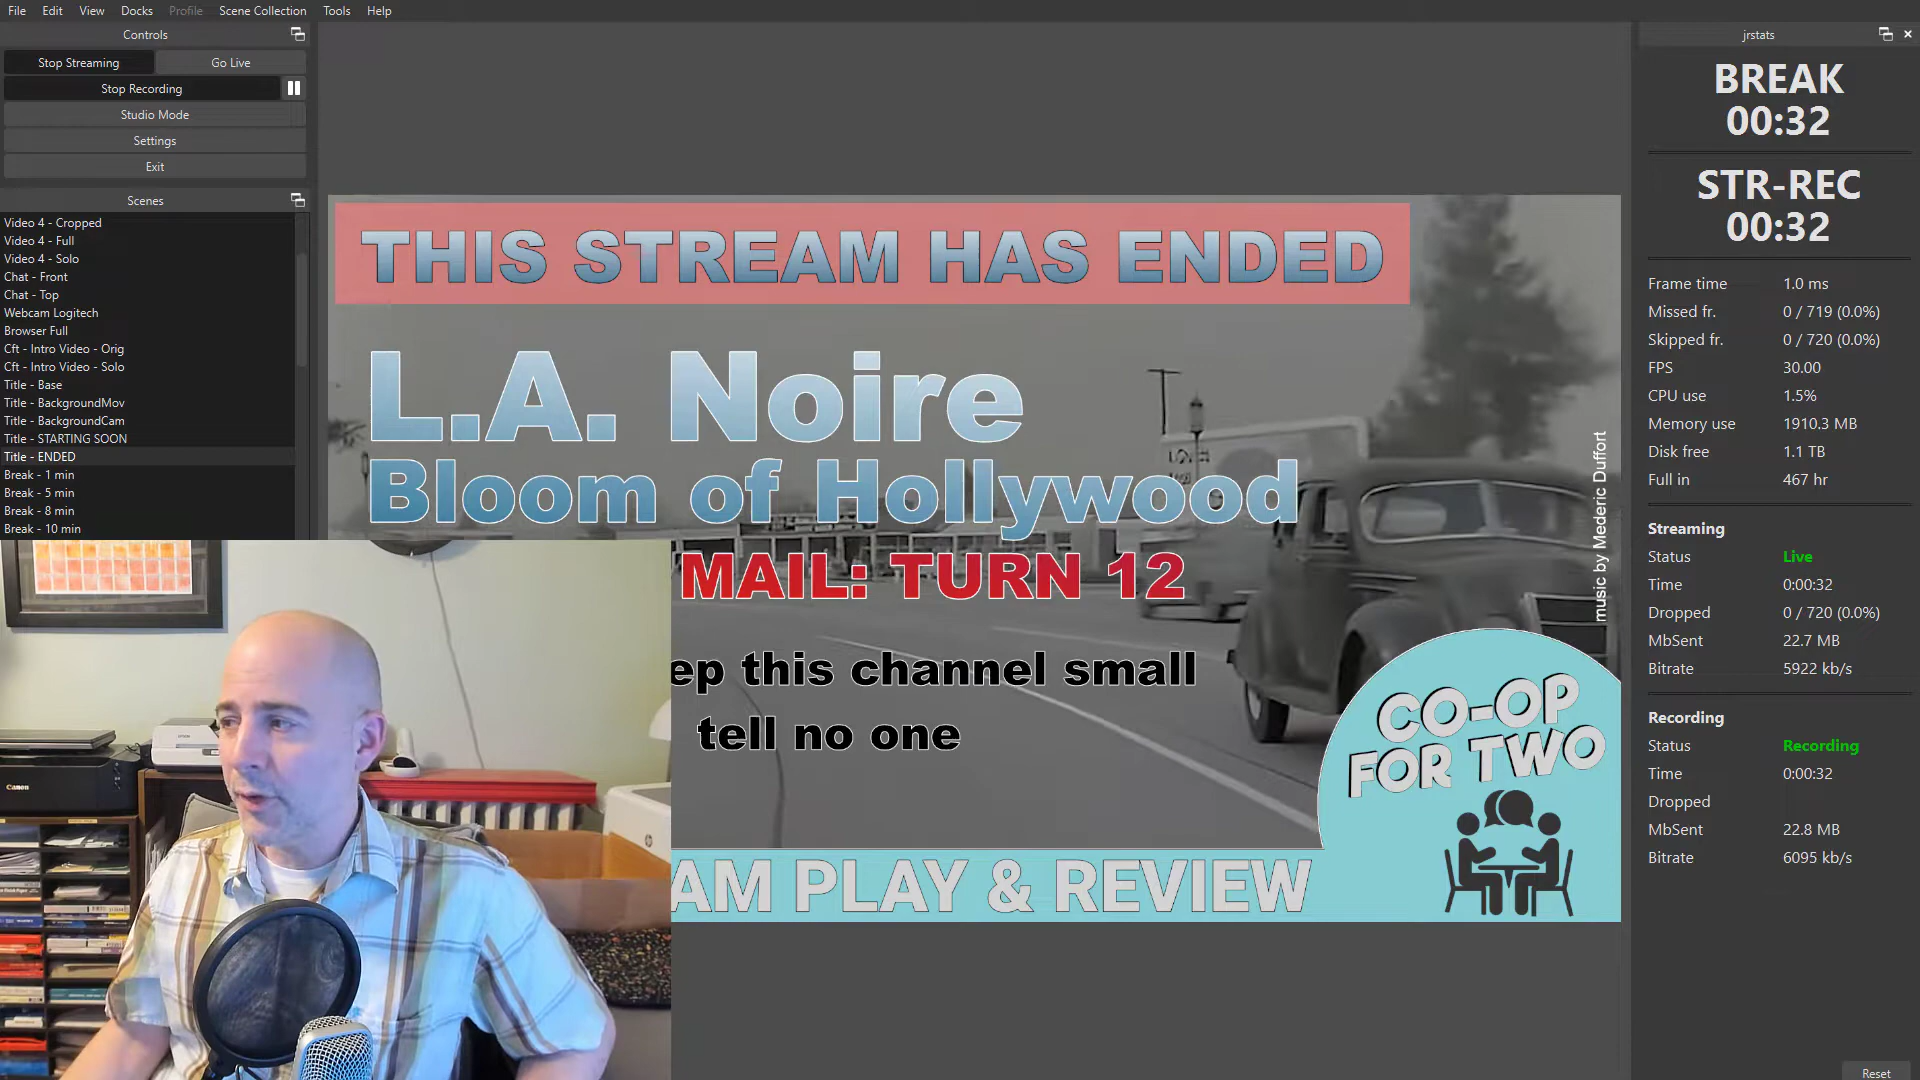 File Edit View Docks Profile Scene Collection Tools Help
Controls
Stop Streaming Go Live
Stop Recording
Studio Mode
Settings
Exit
Scenes
Video 4 - Cropped
Video 4 - Full
Video 4 - Solo
Chat - Front
Chat - Top
Webcam Logitech
Browser Full
Cft - Intro Video - Orig
Cft - Intro Video - Solo
Title - Base
Title - BackgroundMov
Title - BackgroundCam
Title - STARTING SOON
Title - ENDED
Break - 1 min
Break - 5 min
Break - 8 min
Break - 10 min
Canon
THIS STREAM HAS ENDED
L.A. Noire
Bloom of Hollywood
MAIL: TURN 12
ep this channel small
tell no one
music by Mederic Duffort
CO-OP
FOR TWO
AM PLAY & REVIEW
jrstats
BREAK
00:32
STR-REC
00:32
Frame time 1.0 ms
Missed fr. 0 / 719 (0.0%)
Skipped fr. 0 / 720 (0.0%)
FPS 30.00
CPU use 1.5%
Memory use 1910.3 MB
Disk free 1.1 TB
Full in 467 hr
Streaming
Status Live
Time 0:00:32
Dropped 0 / 720 (0.0%)
MbSent 22.7 MB
Bitrate 5922 kb/s
Recording
Status Recording
Time 0:00:32
Dropped
MbSent 22.8 MB
Bitrate 6095 kb/s
Reset